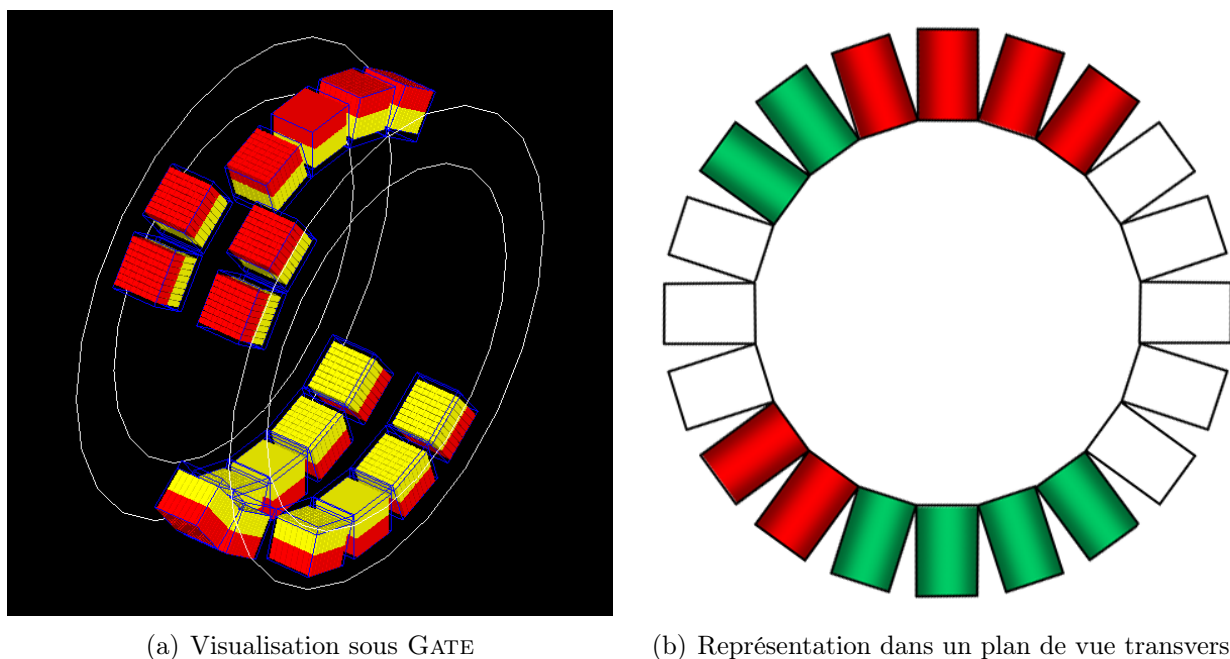 (a) Visualisation sous GATE
(b) Représentation dans un plan de vue transvers